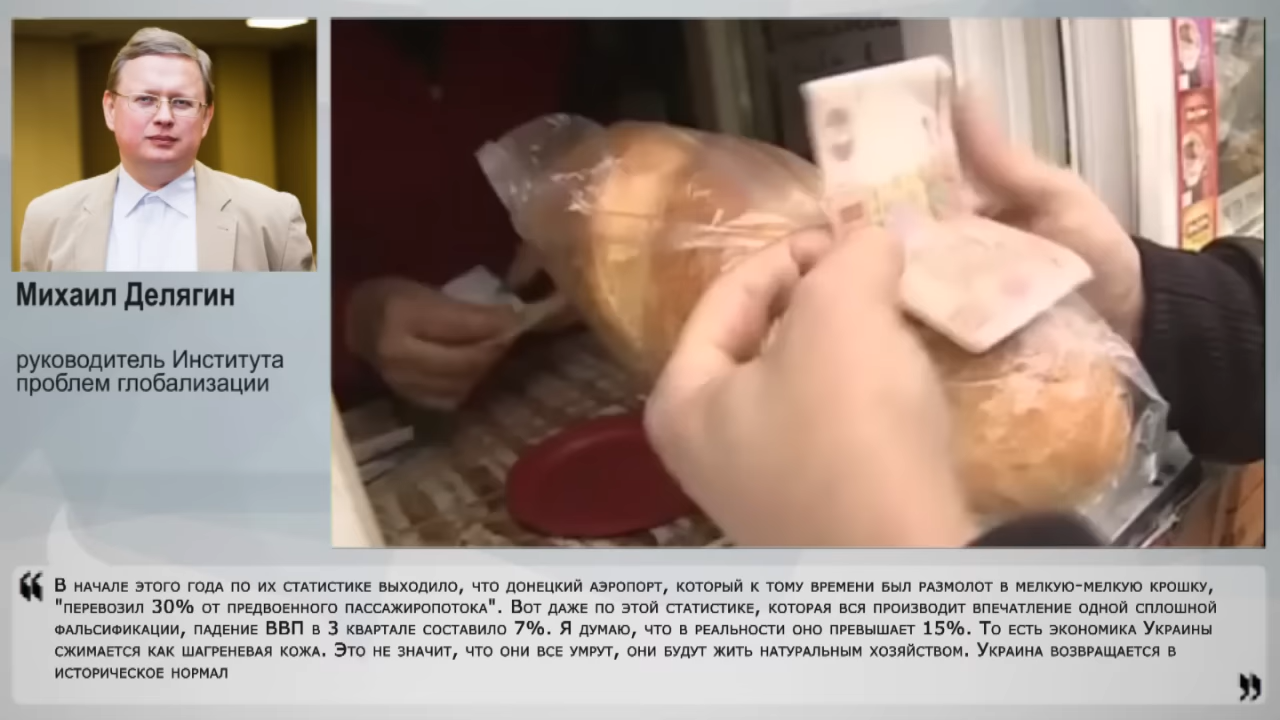 Михаил Делягин
руководитель Института
проблем глобализации
В начале этого года по их статистике выходило, что донецкий аэропорт, который к тому времени был размолот в мелкую-мелкую крошку,
"перевозил 30% от предвоенного пассажиропотока". Вот даже по этой статистике, которая вся производит впечатление одной сплошной
фальсификации, падение ВВП в 3 квартале составило 7%. Я думаю, что в реальности оно превышает 15%. То есть экономика Украины
сжимается как шагреневая кожа. Это не значит, что они все умрут, они будут жить натуральным хозяйством. Украина возвращается в
историческое нормал